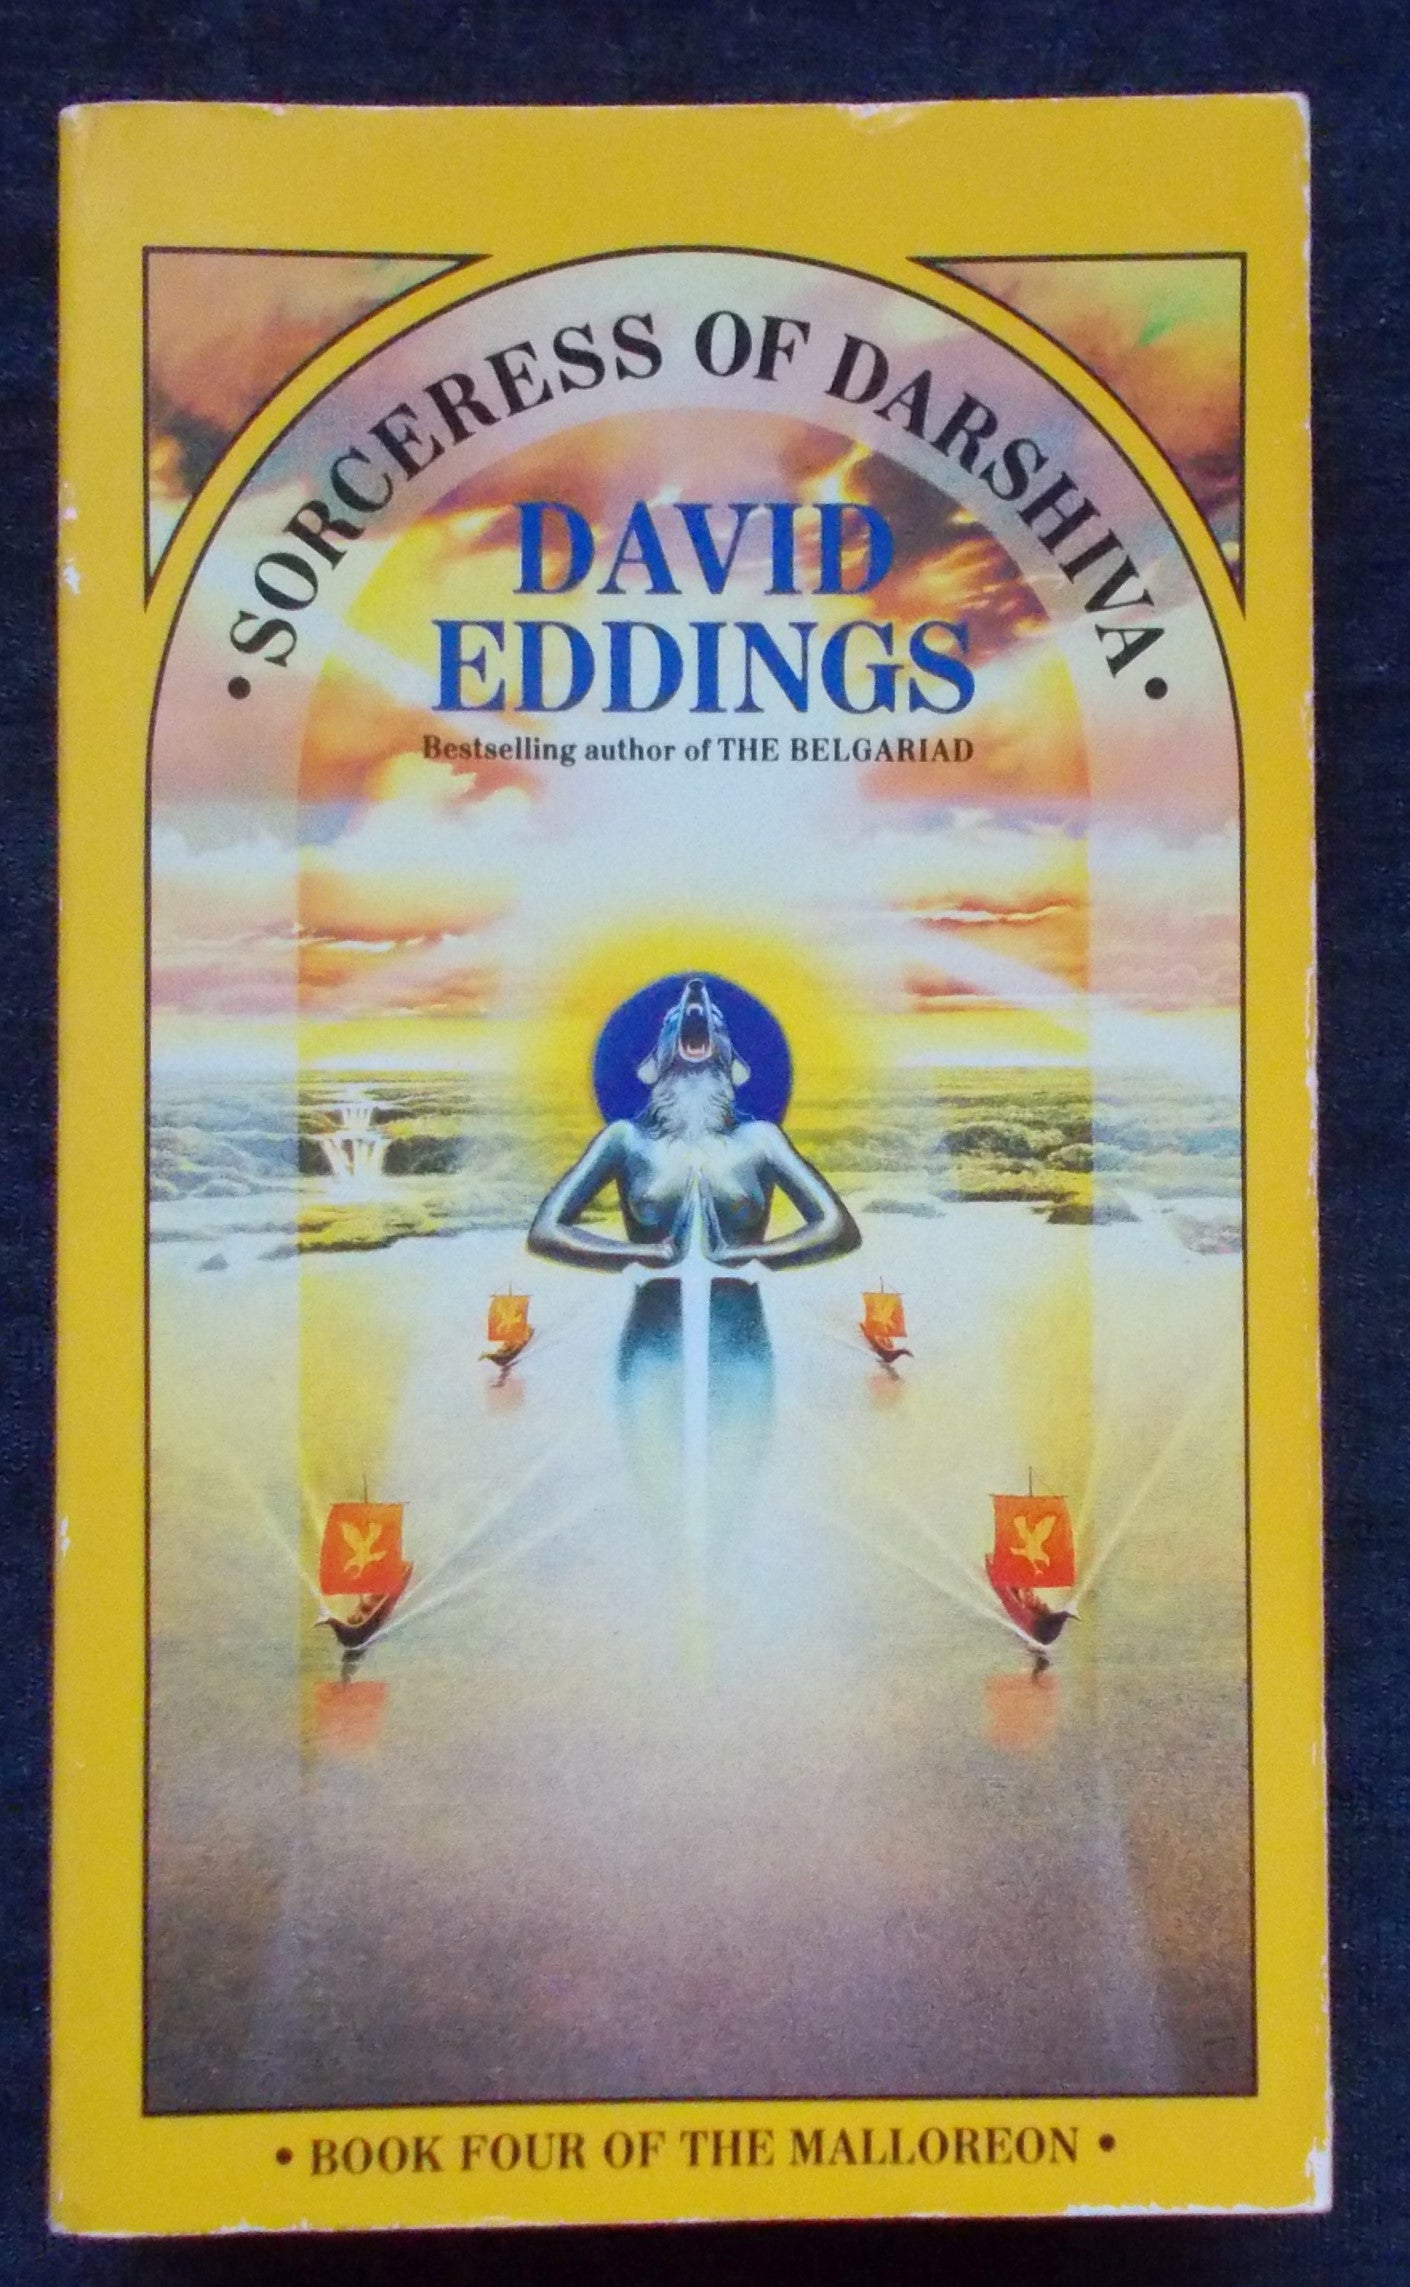 • SORCERESS OF DARSHIVA •
DAVID
EDDINGS
Bestselling author of THE BELGARIAD
• BOOK FOUR OF THE MALLOREON •